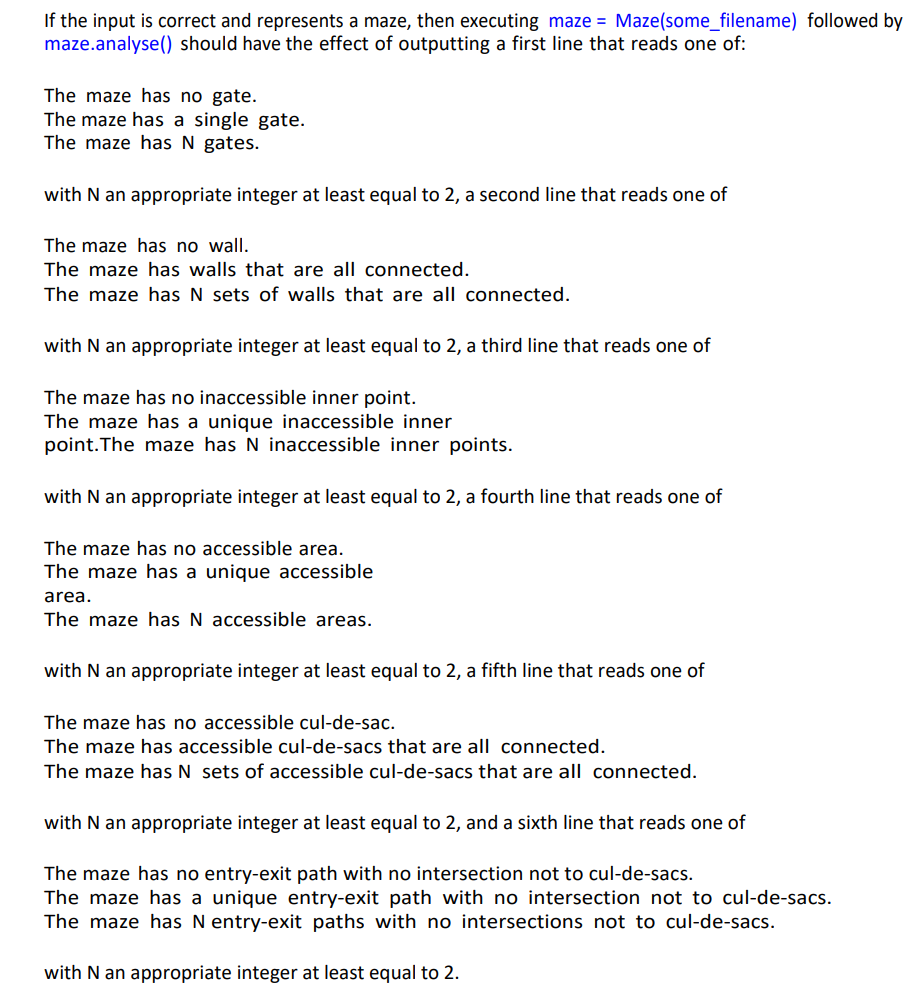 If the input is correct and represents a maze, then executing maze = Maze(some_filename) followed by
maze.analyse() should have the effect of outputting a first line that reads one of:
The maze has no gate.
The maze has a single gate.
The maze has N gates.
with N an appropriate integer at least equal to 2, a second line that reads one of
The maze has no wall.
The maze has walls that are all connected.
The maze has N sets of walls that are all connected.
with N an appropriate integer at least equal to 2, a third line that reads one of
The maze has no inaccessible inner point.
The maze has a unique inaccessible inner
point.The maze has N inaccessible inner points.
with N an appropriate integer at least equal to 2, a fourth line that reads one of
The maze has no accessible area.
The maze has a unique accessible
area.
The maze has N accessible areas.
with N an appropriate integer at least equal to 2, a fifth line that reads one of
The maze has no accessible cul-de-sac.
The maze has accessible cul-de-sacs that are all connected.
The maze has N sets of accessible cul-de-sacs that are all connected.
with N an appropriate integer at least equal to 2, and a sixth line that reads one of
The maze has no entry-exit path with no intersection not to cul-de-sacs.
The maze has a unique entry-exit path with no intersection not to cul-de-sacs.
The maze has N entry-exit paths with no intersections not to cul-de-sacs.
with N an appropriate integer at least equal to 2.